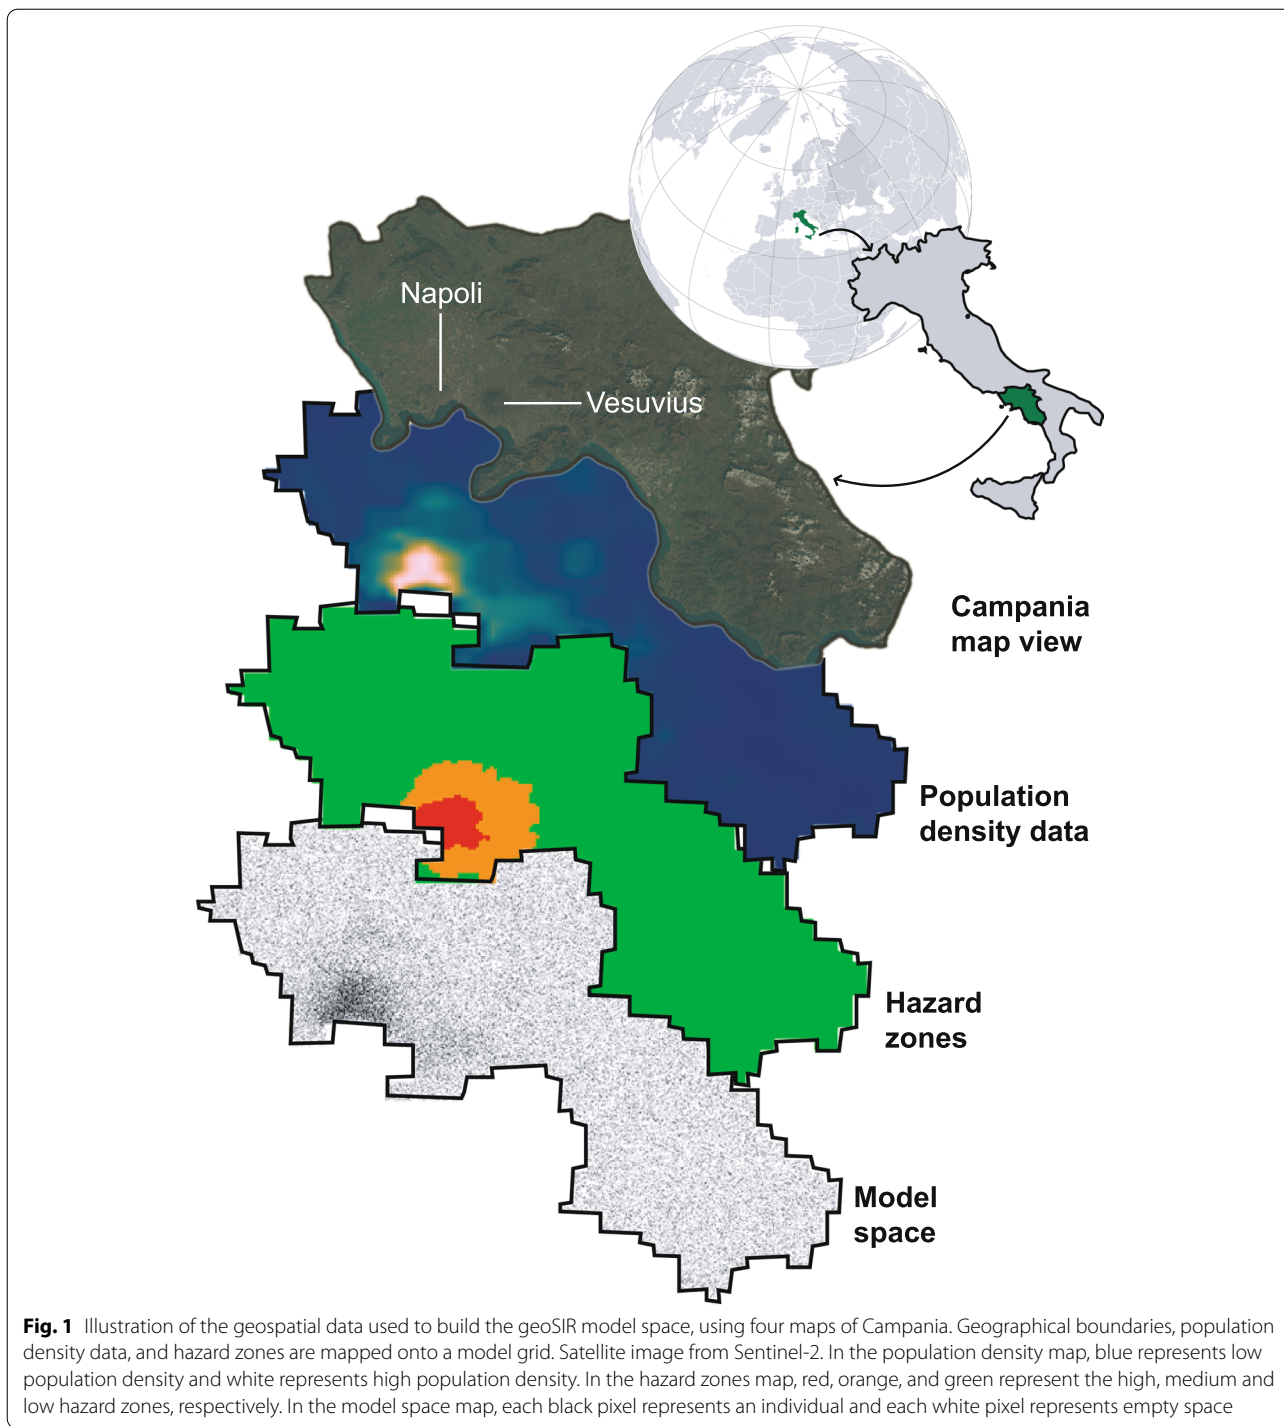 Napoli
Vesuvius
Campania
map view
Population
density data
Hazard
zones
Model
space
Fig. 1 Illustration of the geospatial data used to build the geoSIR model space, using four maps of Campania. Geographical boundaries, population
density data, and hazard zones are mapped onto a model grid. Satellite image from Sentinel-2. In the population density map, blue represents low
population density and white represents high population density. In the hazard zones map, red, orange, and green represent the high, medium and
low hazard zones, respectively. In the model space map, each black pixel represents an individual and each white pixel represents empty space